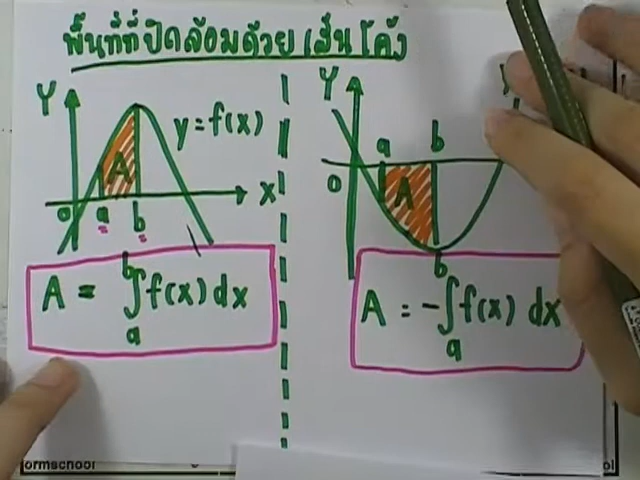 พื้นที่ที่ปิดล้อมด้วย เส้นโค้ง
Y
y = f(x)
A
0 a b X
A = ∫ₐᵇ f(x) dx
Y
a b
0
A
A = -∫ₐᵇ f(x) dx
ormschool